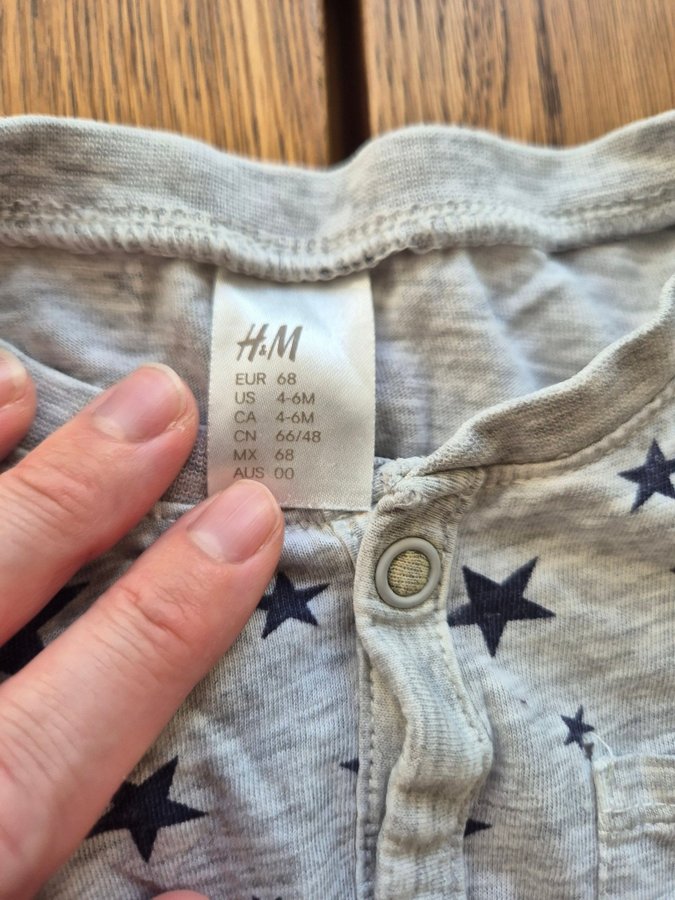 H&M
EUR 68
US 4-6M
CA 4-6M
CN 66/48
MX 68
AUS 00